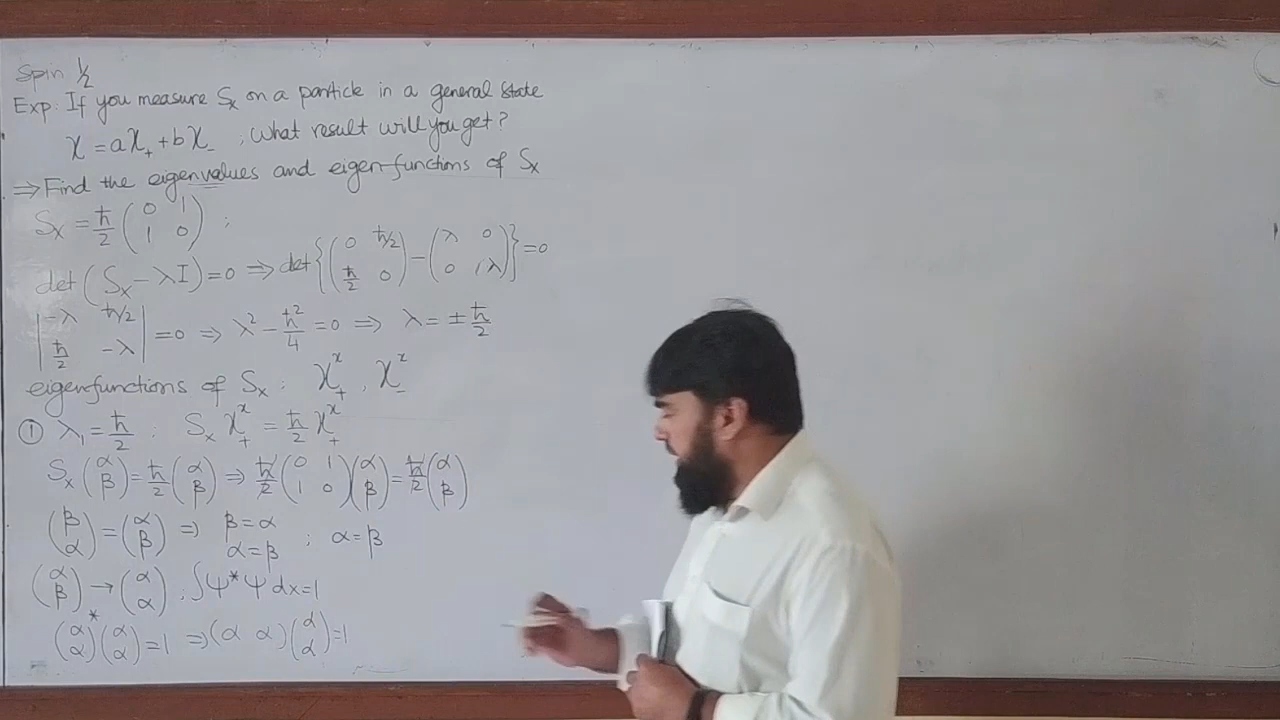 Spin 1/2
Exp: If you measure Sₓ on a particle in a general state
χ = aχ₊ + bχ₋ , What result will you get?
⇒ Find the eigenvalues and eigenfunctions of Sₓ
Sₓ = ħ/2 (0 1; 1 0) ;
det(Sₓ − λI) = 0 ⇒ det{(0 ħ/2; ħ/2 0) − (λ 0; 0 λ)} = 0
|−λ ħ/2; ħ/2 −λ| = 0 ⇒ λ² − ħ²/4 = 0 ⇒ λ = ± ħ/2
eigenfunctions of Sₓ : χ₊ˣ , χ₋ˣ
① λ₁ = ħ/2 : Sₓ χ₊ˣ = ħ/2 χ₊ˣ
Sₓ (α; β) = ħ/2 (α; β) ⇒ ħ/2 (0 1; 1 0)(α; β) = ħ/2 (α; β)
(β; α) = (α; β) ⇒ β = α
α = β ; α = β
(α; β) → (α; α) ; ∫ψ*ψ dx = 1
(α; α)* (α; α) = 1 ⇒ (α α)(α; α) = 1